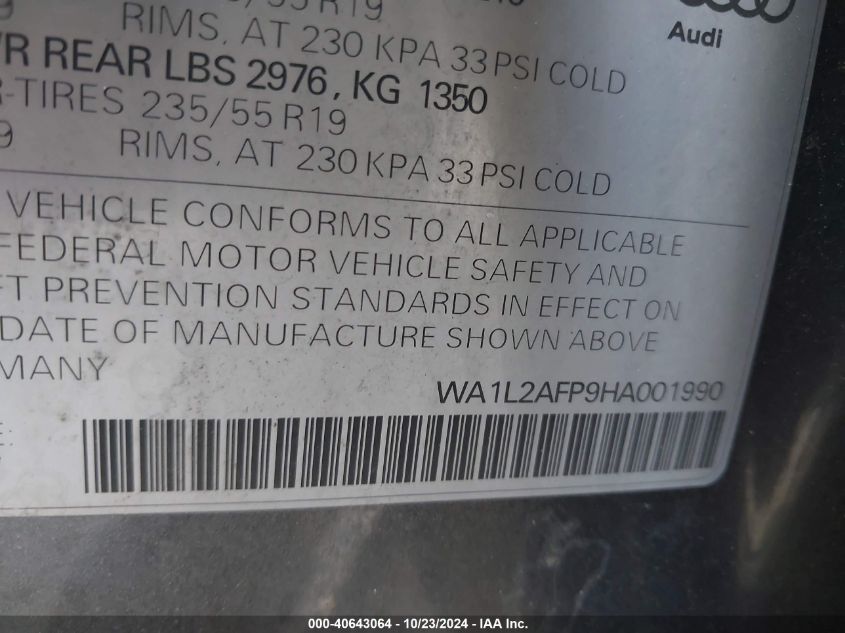 RIMS, AT 230 KPA 33 PSI COLD
Audi
REAR LBS 2976, KG 1350
-TIRES 235/55 R19
RIMS, AT 230 KPA 33 PSI COLD
VEHICLE CONFORMS TO ALL APPLICABLE
FEDERAL MOTOR VEHICLE SAFETY AND
FT PREVENTION STANDARDS IN EFFECT ON
DATE OF MANUFACTURE SHOWN ABOVE
MANY
WA1L2AFP9HA001990
E:
000-40643064 - 10/23/2024 - IAA Inc.